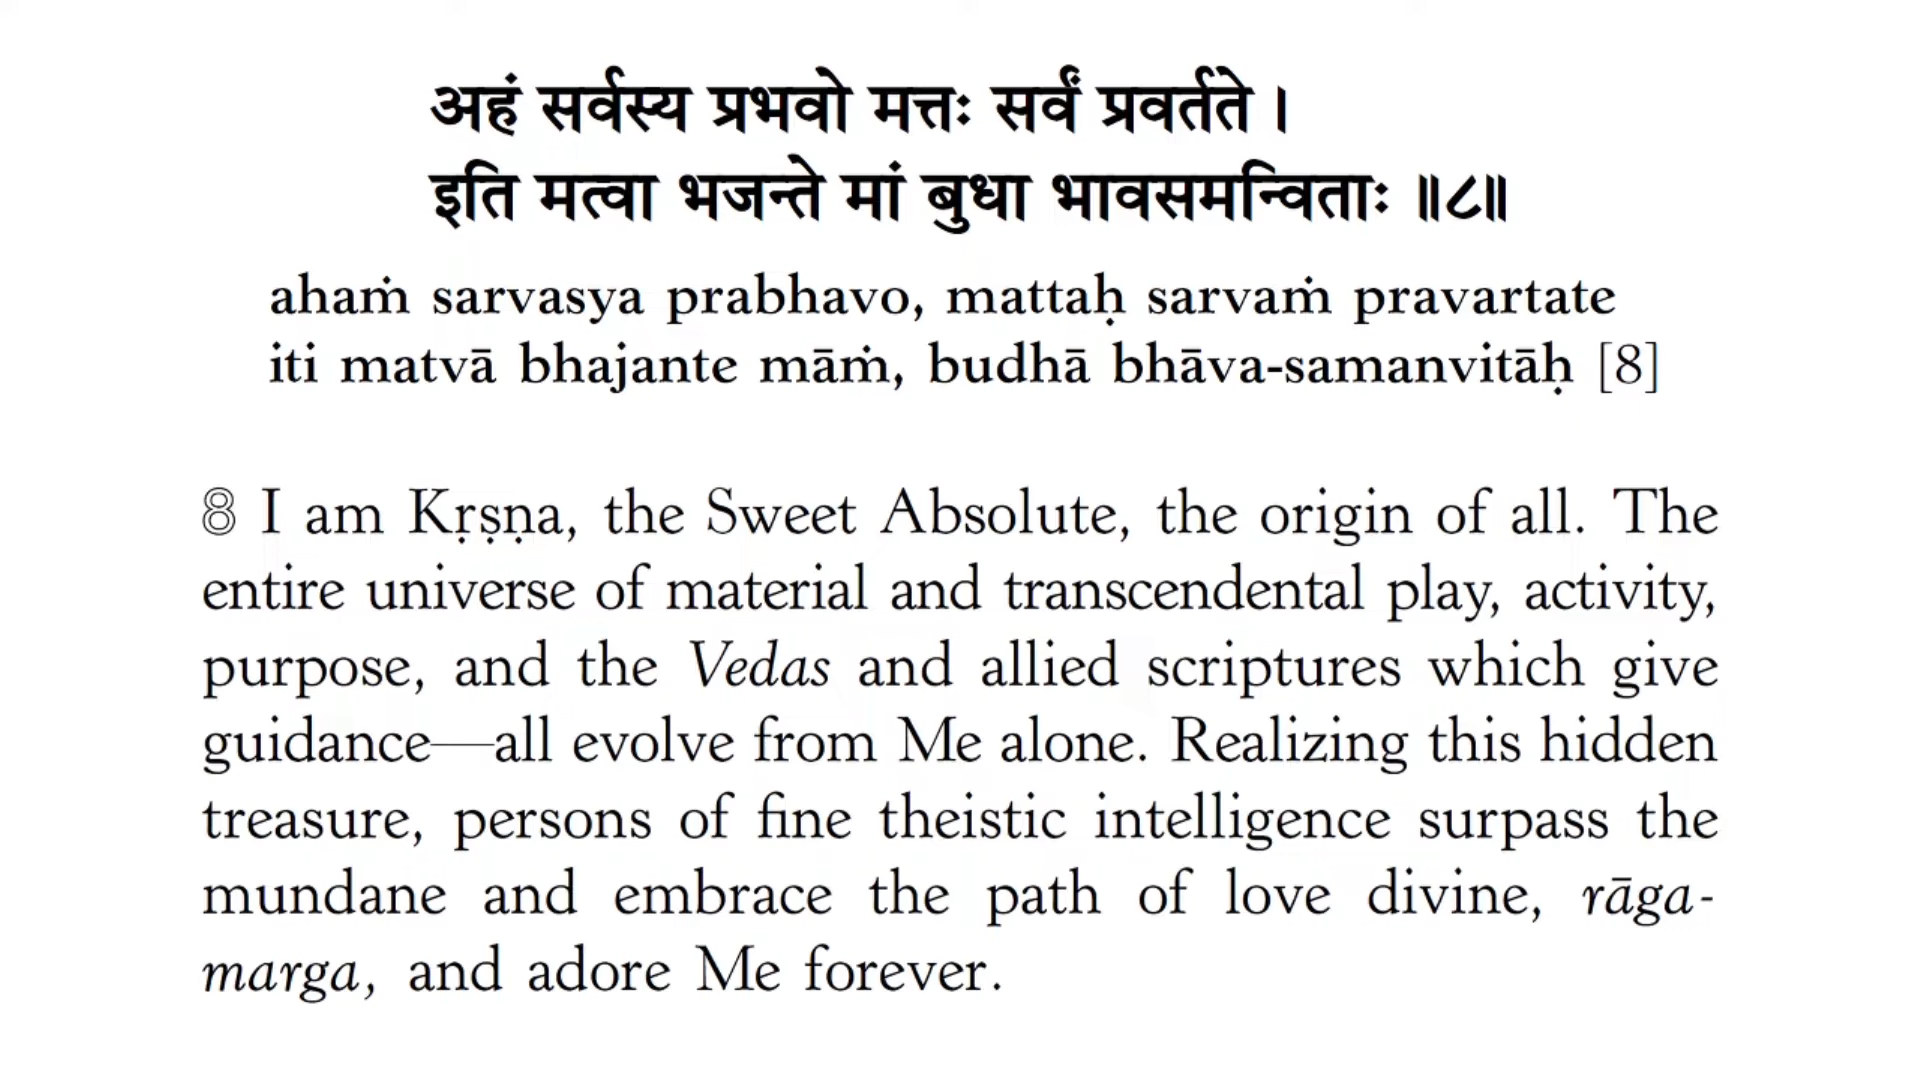 अहं सर्वस्य प्रभवो मत्तः सर्वं प्रवर्तते ।
इति मत्वा भजन्ते मां बुधा भावसमन्विताः ॥८॥
ahaṁ sarvasya prabhavo, mattaḥ sarvaṁ pravartate
iti matvā bhajante māṁ, budhā bhāva-samanvitāḥ [8]
8 I am Kṛṣṇa, the Sweet Absolute, the origin of all. The
entire universe of material and transcendental play, activity,
purpose, and the Vedas and allied scriptures which give
guidance—all evolve from Me alone. Realizing this hidden
treasure, persons of fine theistic intelligence surpass the
mundane and embrace the path of love divine, rāga-
marga, and adore Me forever.